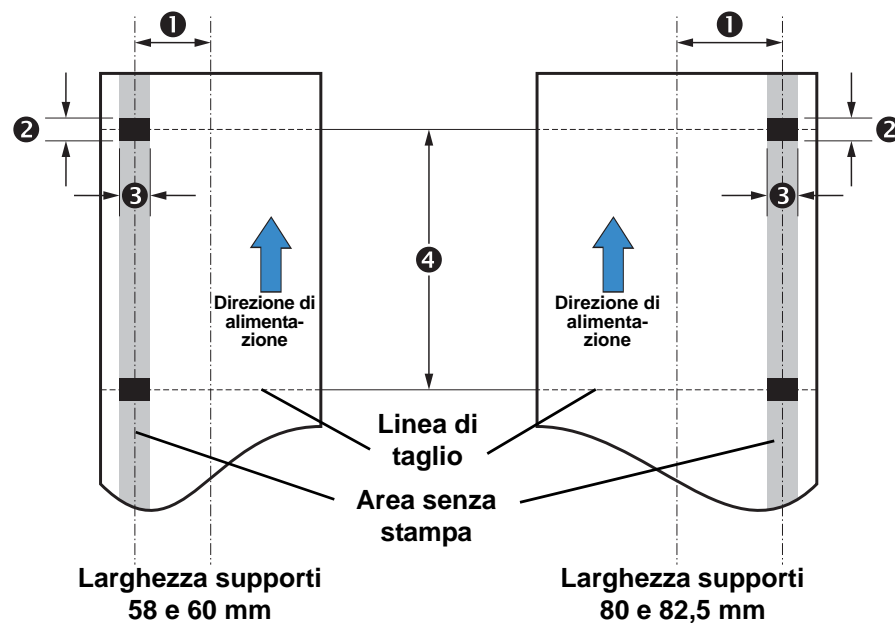 ❶
❶
❷
❷
❸
❸
❹
Direzione di
alimenta-
zione
Direzione di
alimenta-
zione
Linea di
taglio
Area senza
stampa
Larghezza supporti
58 e 60 mm
Larghezza supporti
80 e 82,5 mm